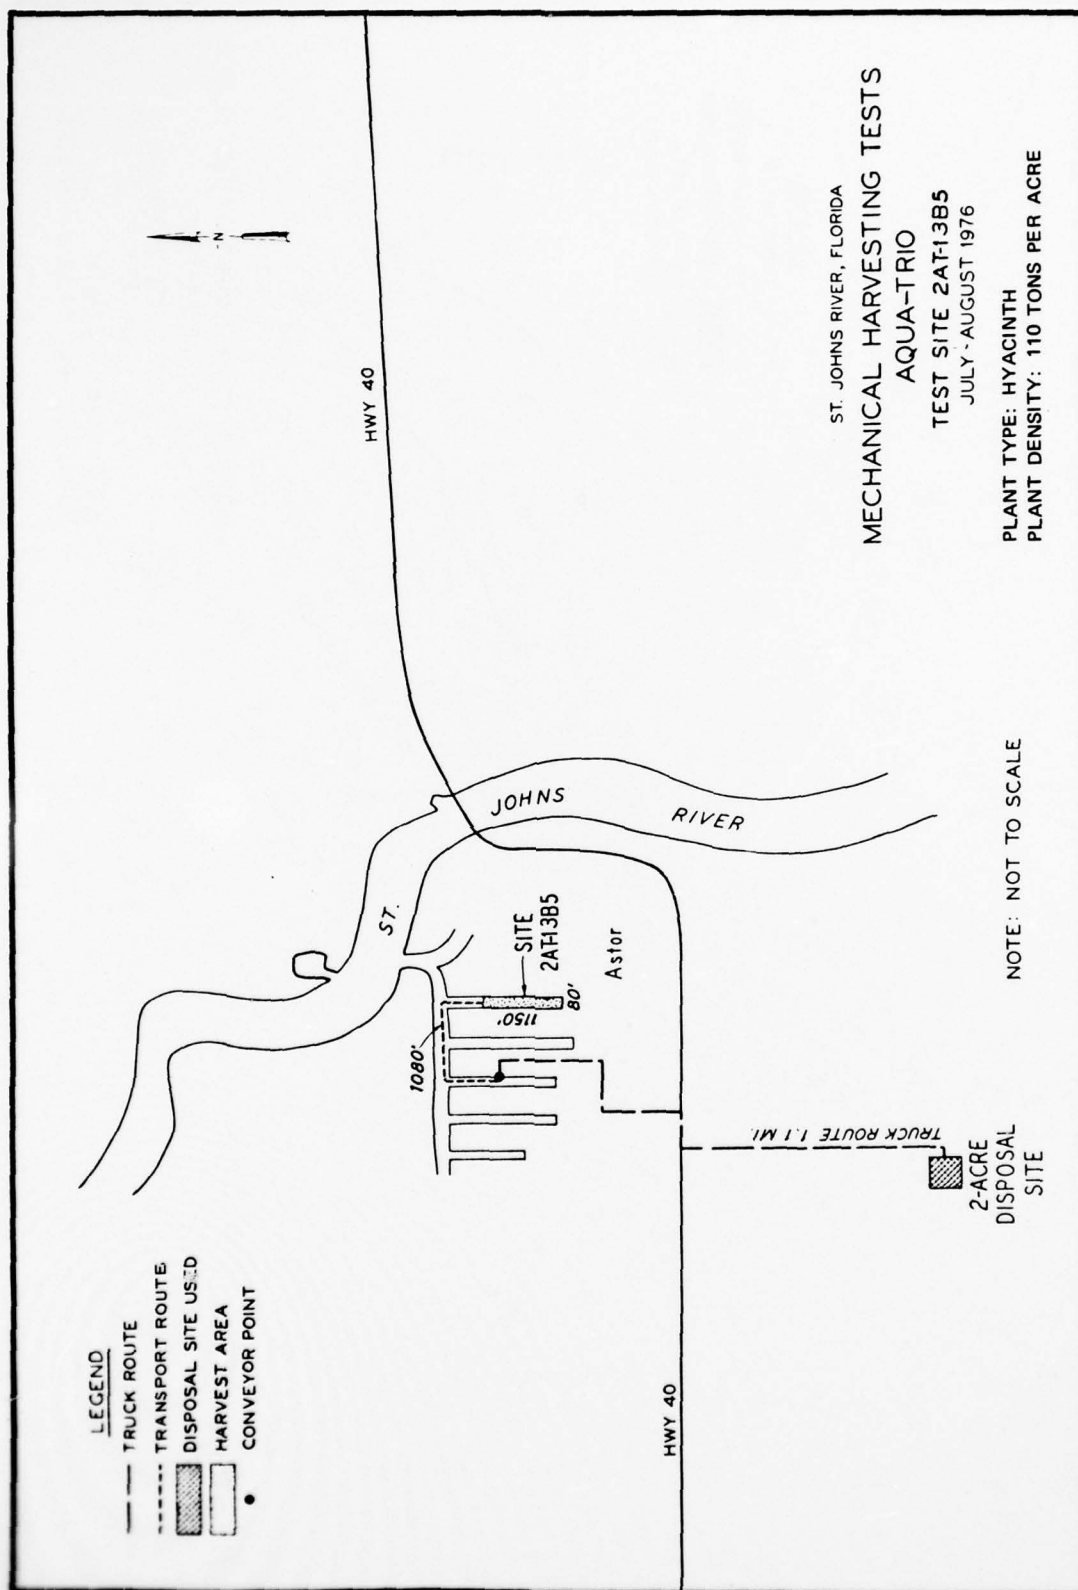 LEGEND
TRUCK ROUTE
TRANSPORT ROUTE
DISPOSAL SITE USED
HARVEST AREA
CONVEYOR POINT
N
HWY 40
ST.
JOHNS
RIVER
1080'
1150'
80'
SITE
2AT-13B5
Astor
HWY 40
TRUCK ROUTE 1.1 MI.
2-ACRE
DISPOSAL
SITE
NOTE: NOT TO SCALE
ST. JOHNS RIVER, FLORIDA
MECHANICAL HARVESTING TESTS
AQUA-TRIO
TEST SITE 2AT-13B5
JULY-AUGUST 1976
PLANT TYPE: HYACINTH
PLANT DENSITY: 110 TONS PER ACRE